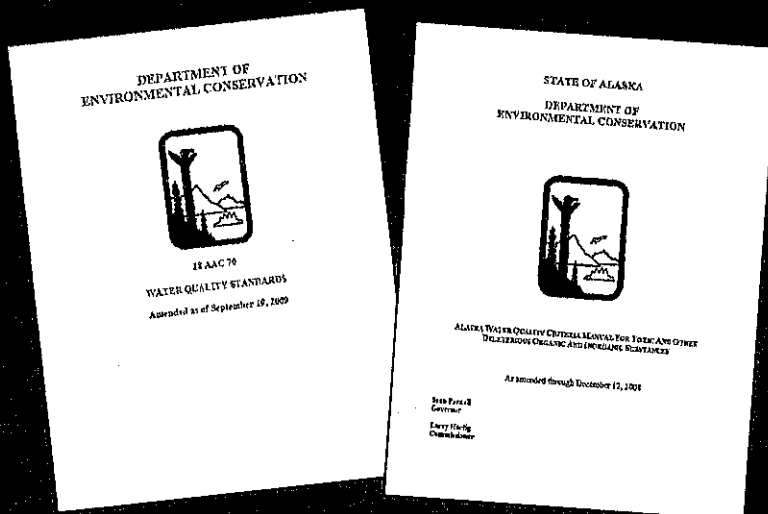 DEPARTMENT OF
ENVIRONMENTAL CONSERVATION
18 AAC 70
WATER QUALITY STANDARDS
Amended as of September 19, 2009
STATE OF ALASKA
DEPARTMENT OF
ENVIRONMENTAL CONSERVATION
ALASKA WATER QUALITY CRITERIA MANUAL FOR TOXIC AND OTHER
DELETERIOUS ORGANIC AND INORGANIC SUBSTANCES
As amended through December 12, 2008
Sean Parnell
Governor
Larry Hartig
Commissioner